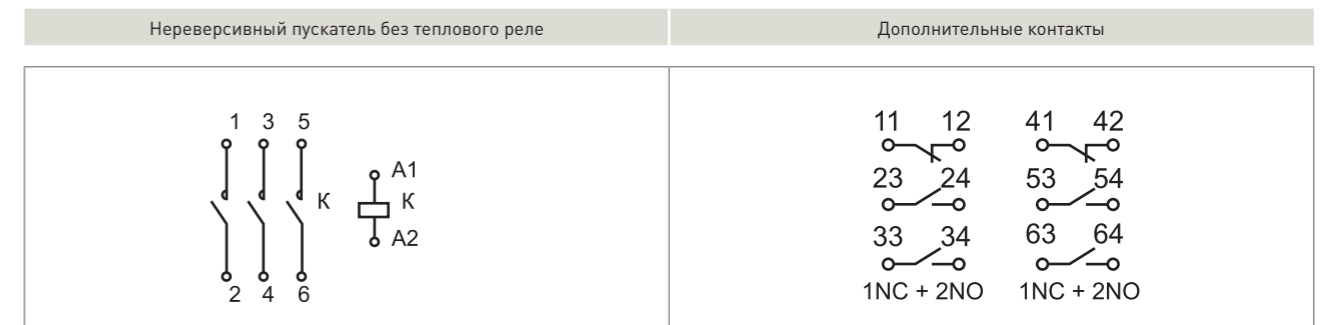 Нереверсивный пускатель без теплового реле
Дополнительные контакты
1 3 5
A1
К К
A2
2 4 6
11 12 41 42
23 24 53 54
33 34 63 64
1NC + 2NO 1NC + 2NO